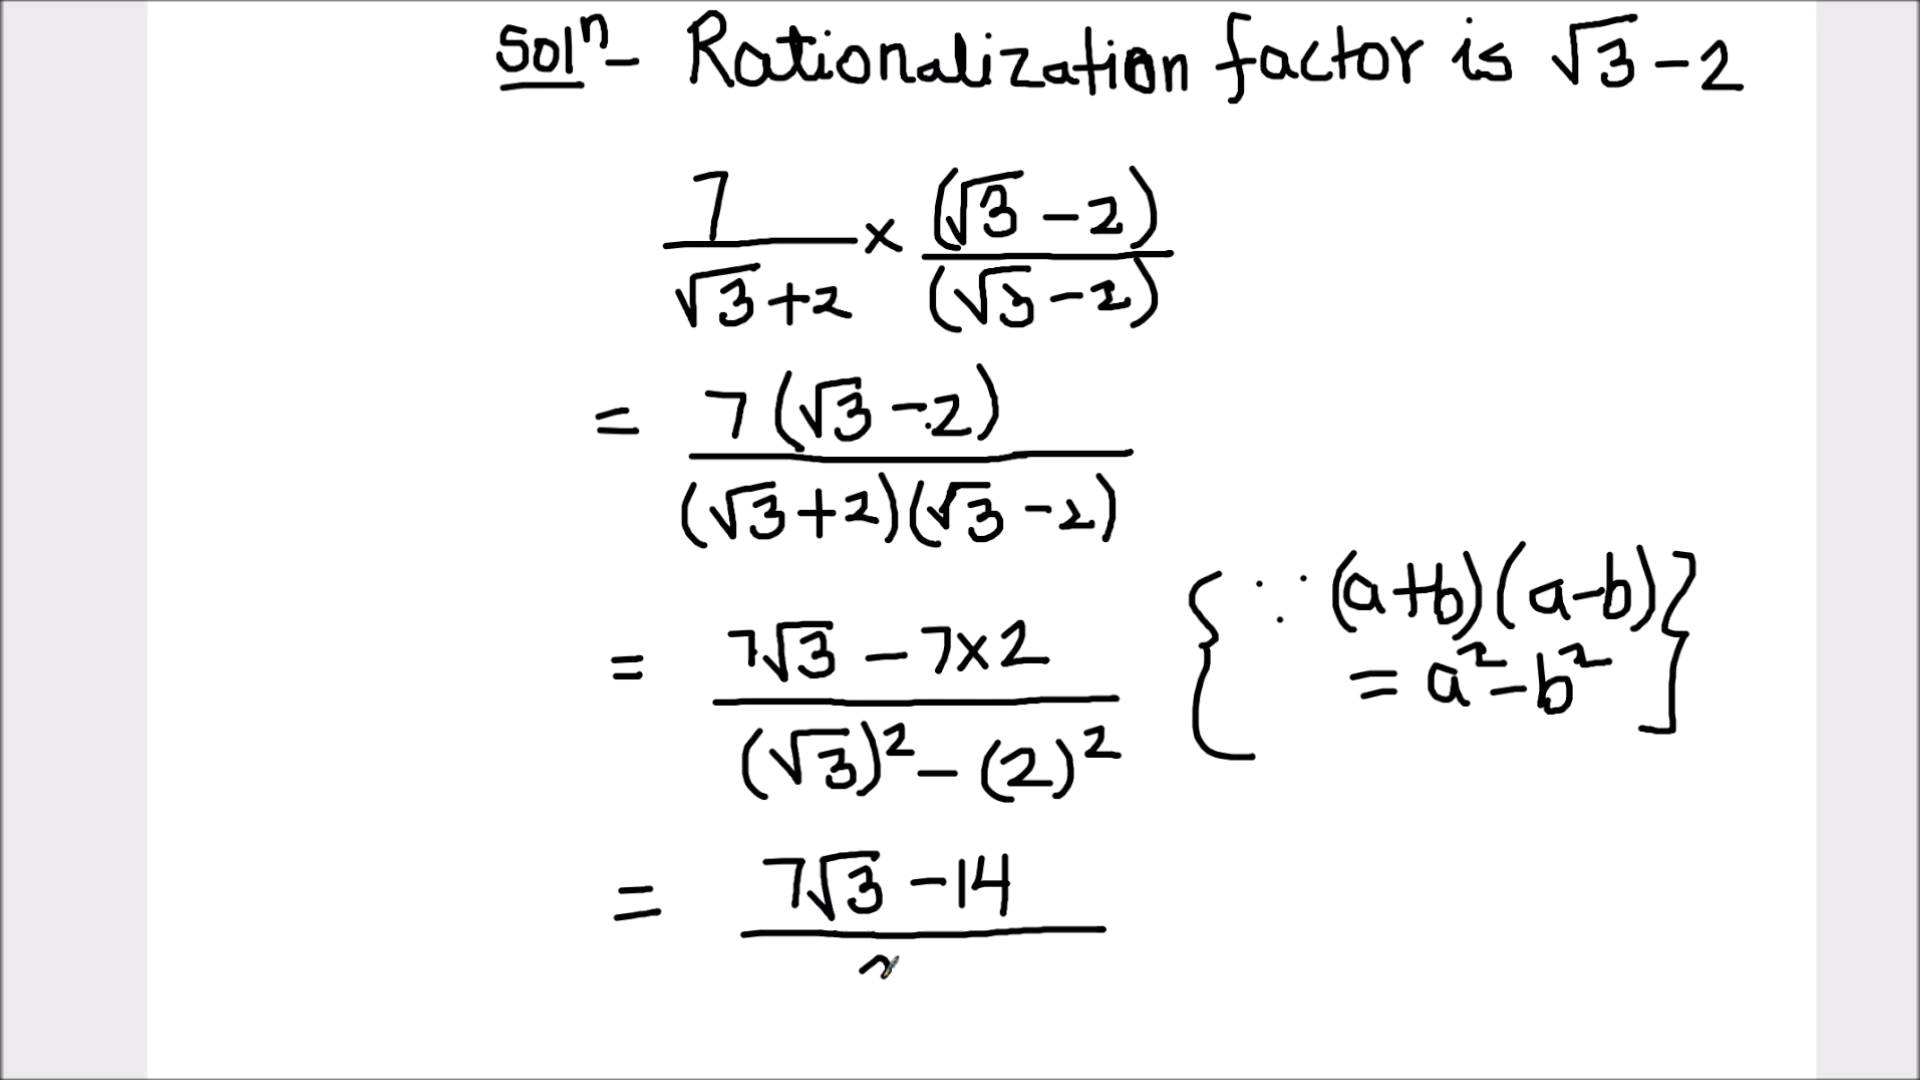 Solⁿ- Rationalization factor is √3-2
7/(√3+2) × (√3-2)/(√3-2)
= 7(√3-2)/((√3+2)(√3-2))
= (7√3-7×2)/((√3)²-(2)²) {∵ (a+b)(a-b)
= a²-b²}
= 7√3-14